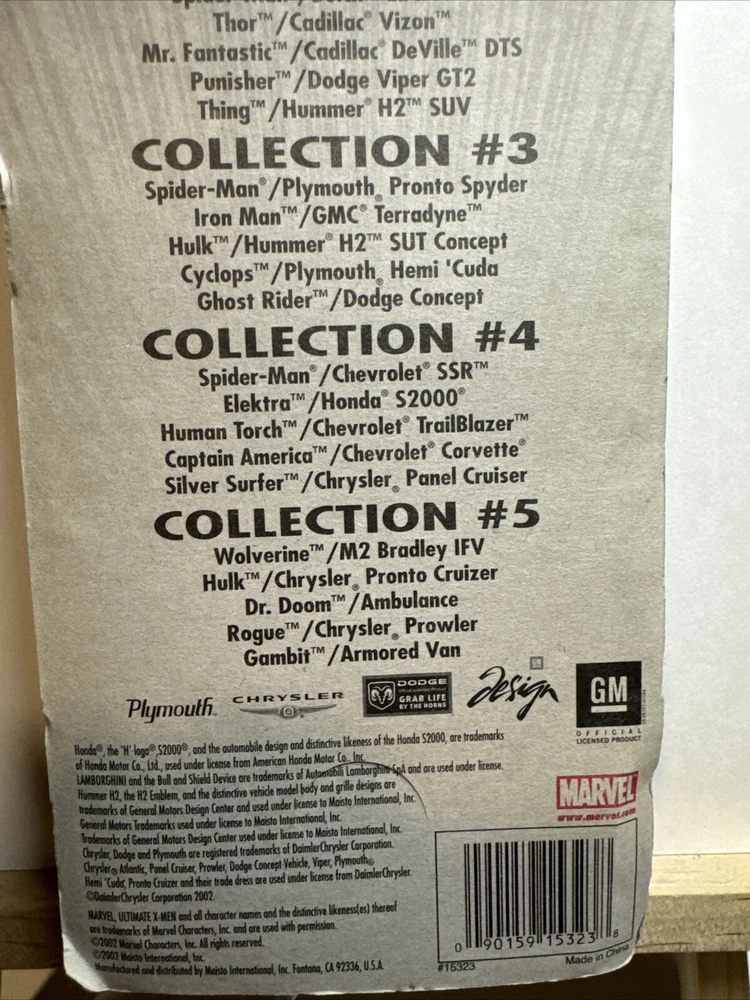 Thor™/Cadillac® Vizon™
Mr. Fantastic™/Cadillac® DeVille™ DTS
Punisher™/Dodge Viper GT2
Thing™/Hummer® H2™ SUV
COLLECTION #3
Spider-Man®/Plymouth® Pronto Spyder
Iron Man™/GMC® Terradyne™
Hulk™/Hummer® H2™ SUT Concept
Cyclops™/Plymouth® Hemi 'Cuda
Ghost Rider™/Dodge Concept
COLLECTION #4
Spider-Man®/Chevrolet® SSR™
Elektra™/Honda® S2000®
Human Torch™/Chevrolet® TrailBlazer™
Captain America™/Chevrolet® Corvette®
Silver Surfer™/Chrysler® Panel Cruiser
COLLECTION #5
Wolverine™/M2 Bradley IFV
Hulk™/Chrysler® Pronto Cruizer
Dr. Doom™/Ambulance
Rogue™/Chrysler® Prowler
Gambit™/Armored Van
Plymouth
CHRYSLER
DODGE
GRAB LIFE
BY THE HORNS
GM
Design
GM
OFFICIAL
LICENSED PRODUCT
Honda®, the 'H' logo® S2000®, and the automobile design and distinctive likeness of the Honda S2000, are trademarks
of Honda Motor Co., Ltd., used under license from American Honda Motor Co., Inc.
LAMBORGHINI and the Bull and Shield Device are trademarks of Automobili Lamborghini SpA and are used under license.
Hummer H2, the H2 Emblem, and the distinctive vehicle model body and grille designs are
trademarks of General Motors Design Center and used under license to Maisto International, Inc.
General Motors Trademarks used under license to Maisto International, Inc.
Trademarks of General Motors Design Center used under license to Maisto International, Inc.
Chrysler, Dodge and Plymouth are registered trademarks of DaimlerChrysler Corporation.
Chrysler® Atlantic, Panel Cruiser, Prowler, Dodge Concept Vehicle, Viper, Plymouth®
Hemi 'Cuda', Pronto Cruizer and their trade dress are used under license from DaimlerChrysler.
©DaimlerChrysler Corporation 2002.
MARVEL, ULTIMATE X-MEN and all character names and the distinctive likeness(es) thereof
are trademarks of Marvel Characters, Inc. and are used with permission.
©2002 Marvel Characters, Inc. All rights reserved.
©2002 Maisto International, Inc.
Manufactured and distributed by Maisto International, Inc. Fontana, CA 92336, U.S.A.
MARVEL
www.marvel.com
0 90159 15323 8
#15323
Made in China